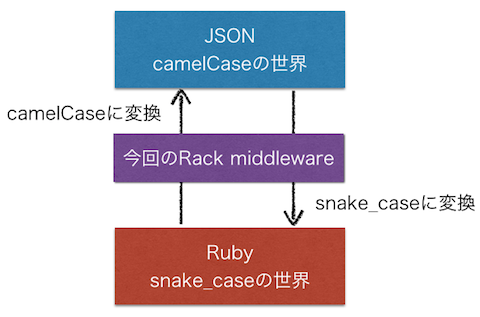 JSON
camelCaseの世界
camelCaseに変換
今回のRack middleware
snake_caseに変換
Ruby
snake_caseの世界